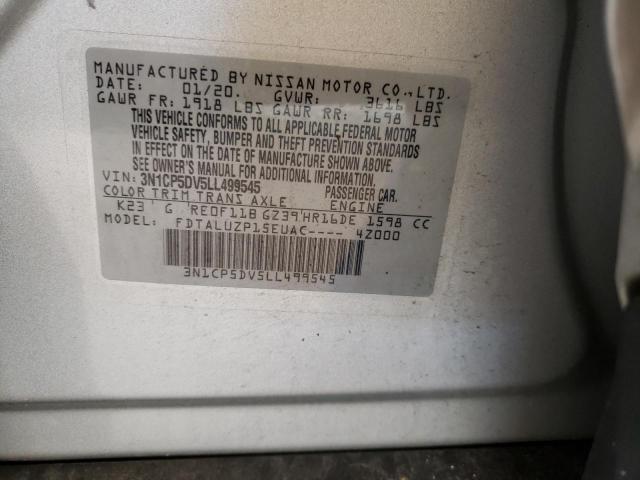 MANUFACTURED BY NISSAN MOTOR CO.,LTD.
DATE: 01/20. GVWR: 3616 LBS
GAWR FR: 1918 LBS GAWR RR: 1698 LBS
THIS VEHICLE CONFORMS TO ALL APPLICABLE FEDERAL MOTOR
VEHICLE SAFETY, BUMPER AND THEFT PREVENTION STANDARDS
IN EFFECT ON THE DATE OF MANUFACTURE SHOWN ABOVE.
SEE OWNER'S MANUAL FOR ADDITIONAL INFORMATION.
VIN: 3N1CP5DV5LL499545 PASSENGER CAR.
COLOR TRIM TRANS AXLE ENGINE
K23 ' G RE0F11B GZ39'HR16DE 1598 CC
MODEL: FDTALUZP15EUAC---- 4Z000
3N1CP5DV5LL499545